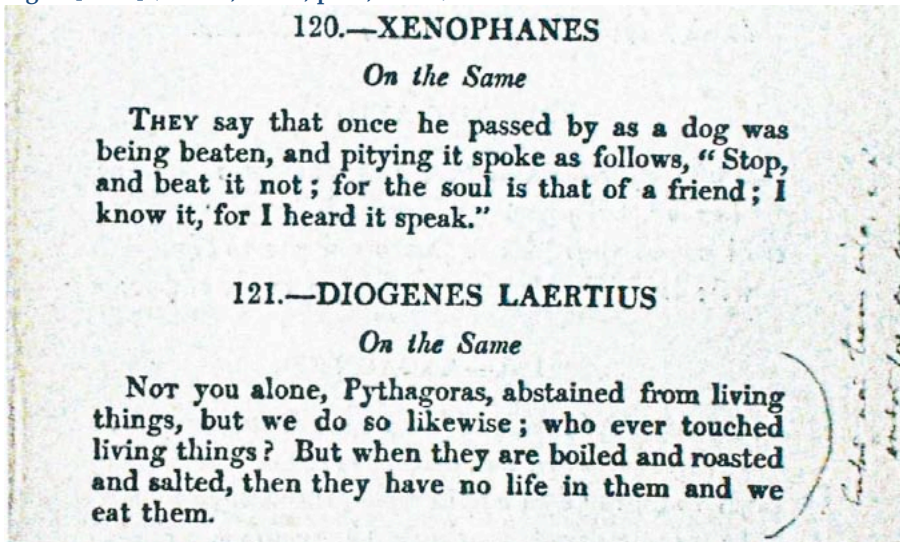 120.—XENOPHANES
On the Same
THEY say that once he passed by as a dog was
being beaten, and pitying it spoke as follows, “ Stop,
and beat it not ; for the soul is that of a friend ; I
know it, for I heard it speak.”
121.—DIOGENES LAERTIUS
On the Same
NOT you alone, Pythagoras, abstained from living
things, but we do so likewise ; who ever touched
living things ? But when they are boiled and roasted
and salted, then they have no life in them and we
eat them.